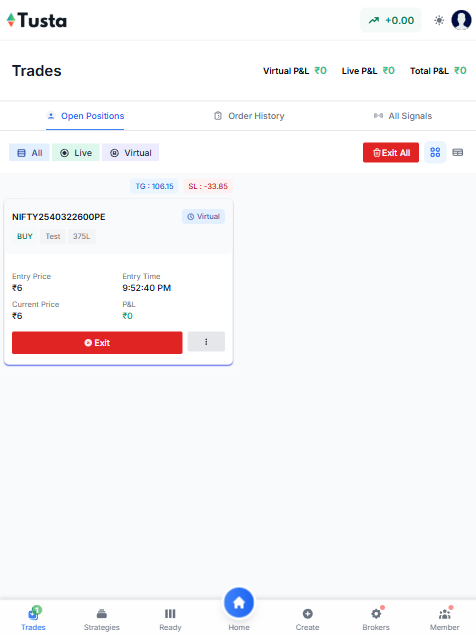 Tusta
+0.00
Trades
Virtual P&L ₹0 Live P&L ₹0 Total P&L ₹0
Open Positions Order History All Signals
All Live Virtual Exit All
TG : 106.15 SL : -33.85
NIFTY2540322600PE Virtual
BUY Test 375L
Entry Price Entry Time
₹6 9:52:40 PM
Current Price P&L
₹6 ₹0
Exit
1
Trades Strategies Ready Home Create Brokers Member